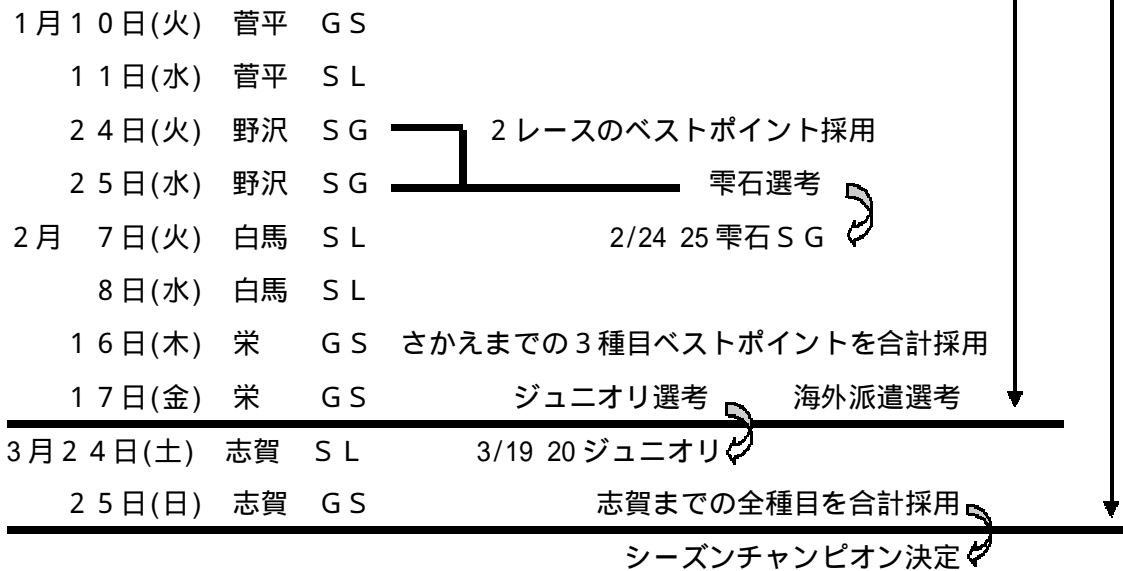 1月10日(火) 菅平 GS
11日(水) 菅平 SL
24日(火) 野沢 SG 2レースのベストポイント採用
25日(水) 野沢 SG 雫石選考
2月 7日(火) 白馬 SL 2/24 25雫石SG
8日(水) 白馬 SL
16日(木) 栄 GS さかえまでの3種目ベストポイントを合計採用
17日(金) 栄 GS ジュニオリ選考 海外派遣選考
3月24日(土) 志賀 SL 3/19 20ジュニオリ
25日(日) 志賀 GS 志賀までの全種目を合計採用
シーズンチャンピオン決定